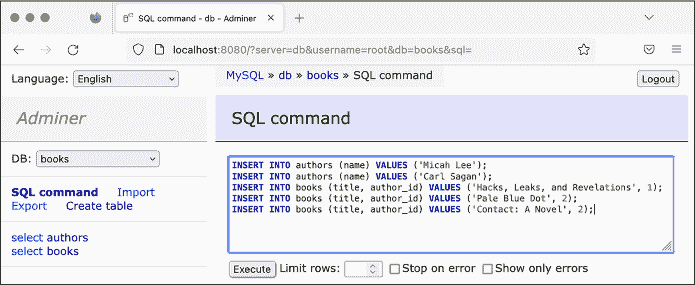 SQL command - db - Adminer
localhost:8080/?server=db&username=root&db=books&sql=
Language: English
MySQL » db » books » SQL command
Logout
Adminer
SQL command
DB: books
SQL command Import
Export Create table
select authors
select books
INSERT INTO authors (name) VALUES ('Micah Lee');
INSERT INTO authors (name) VALUES ('Carl Sagan');
INSERT INTO books (title, author_id) VALUES ('Hacks, Leaks, and Revelations', 1);
INSERT INTO books (title, author_id) VALUES ('Pale Blue Dot', 2);
INSERT INTO books (title, author_id) VALUES ('Contact: A Novel', 2);
Execute Limit rows: Stop on error Show only errors